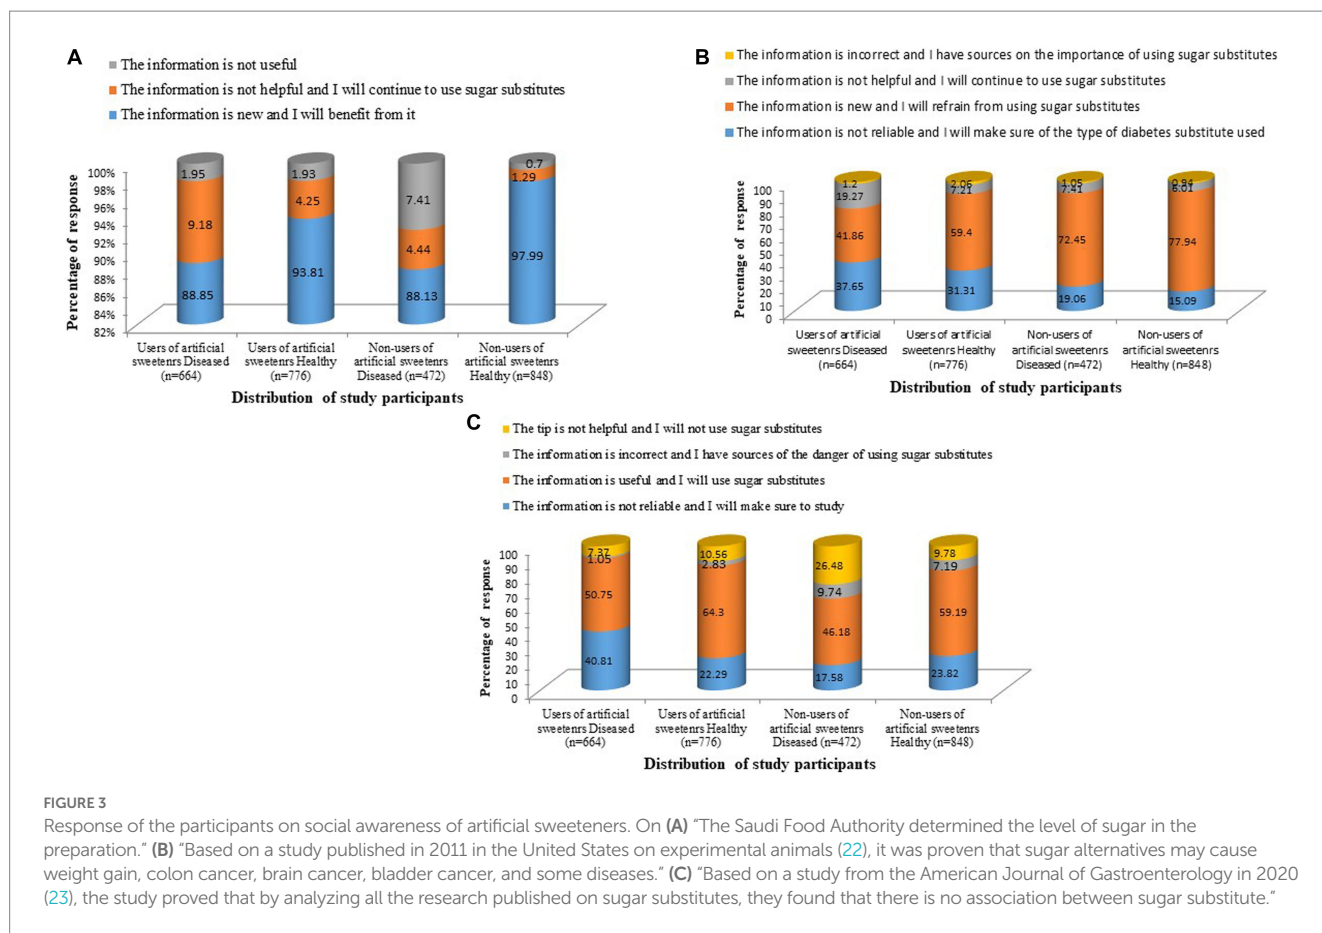 A
The information is not useful
The information is not helpful and I will continue to use sugar substitutes
The information is new and I will benefit from it
Percentage of response
100%
98%
96%
94%
92%
90%
88%
86%
84%
82%
1.95
9.18
88.85
1.93
4.25
93.81
7.41
4.44
88.13
0.7
1.29
97.99
Users of artificial
sweetenrs Diseased
(n=664)
Users of artificial
sweetenrs Healthy
(n=776)
Non-users of
artificial sweetenrs
Diseased (n=472)
Non-users of
artificial sweetenrs
Healthy (n=848)
Distribution of study participants
B
The information is incorrect and I have sources on the importance of using sugar substitutes
The information is not helpful and I will continue to use sugar substitutes
The information is new and I will refrain from using sugar substitutes
The information is not reliable and I will make sure of the type of diabetes substitute used
Percentage of response
100
90
80
70
60
50
40
30
20
10
0
1.2
19.27
41.86
37.65
2.06
7.21
59.4
31.31
1.05
7.41
72.45
19.06
0.94
6.01
77.94
15.09
Users of artificial
sweetenrs Diseased
(n=664)
Users of artificial
sweetenrs Healthy
(n=776)
Non-users of
artificial sweetenrs
Diseased (n=472)
Non-users of
artificial sweetenrs
Healthy (n=848)
Distribution of study participants
C
The tip is not helpful and I will not use sugar substitutes
The information is incorrect and I have sources of the danger of using sugar substitutes
The information is useful and I will use sugar substitutes
The information is not reliable and I will make sure to study
Percentage of response
100
90
80
70
60
50
40
30
20
10
0
7.37
1.05
50.75
40.81
10.56
2.83
64.3
22.29
26.48
9.74
46.18
17.58
9.78
7.19
59.19
23.82
Users of artificial
sweetenrs Diseased
(n=664)
Users of artificial
sweetenrs Healthy
(n=776)
Non-users of
artificial sweetenrs
Diseased (n=472)
Non-users of
artificial sweetenrs
Healthy (n=848)
Distribution of study participants
FIGURE 3
Response of the participants on social awareness of artificial sweeteners. On (A) “The Saudi Food Authority determined the level of sugar in the
preparation.” (B) “Based on a study published in 2011 in the United States on experimental animals (22), it was proven that sugar alternatives may cause
weight gain, colon cancer, brain cancer, bladder cancer, and some diseases.” (C) “Based on a study from the American Journal of Gastroenterology in 2020
(23), the study proved that by analyzing all the research published on sugar substitutes, they found that there is no association between sugar substitute.”